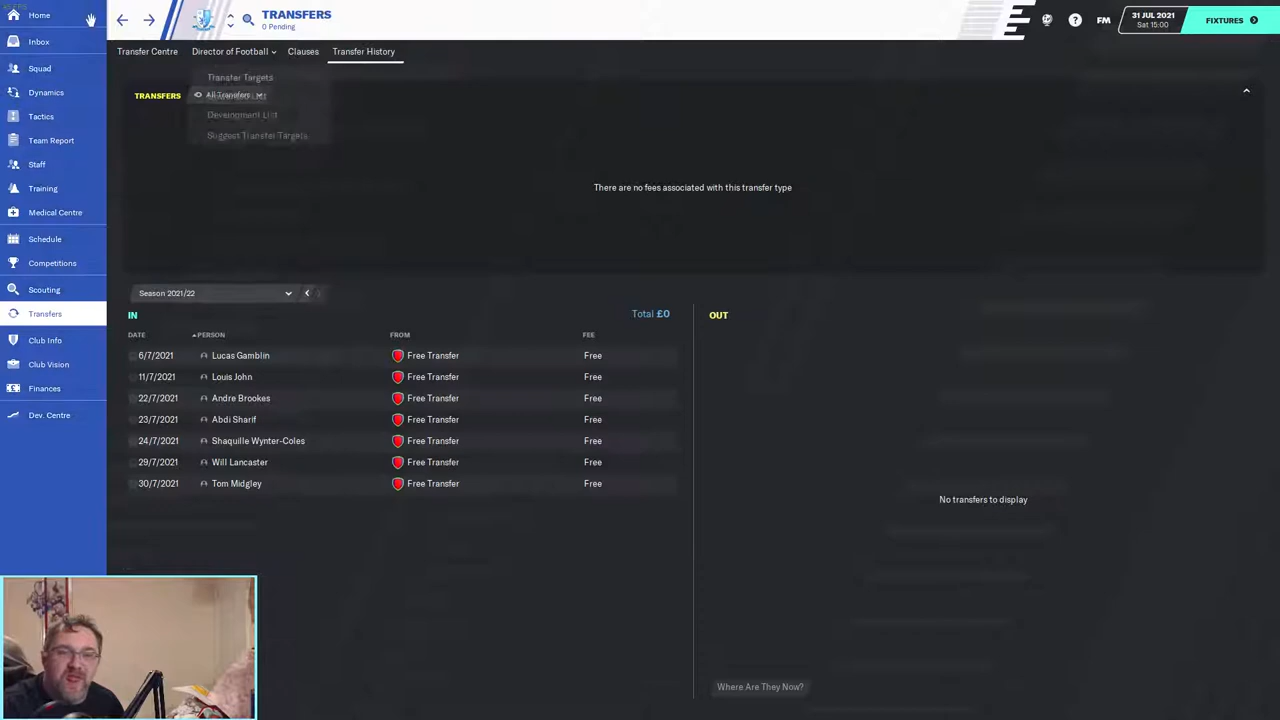 Home
TRANSFERS
0 Pending
FM
31 JUL 2021
Sat 15:00
FIXTURES
Inbox
Squad
Dynamics
Tactics
Team Report
Staff
Training
Medical Centre
Schedule
Competitions
Scouting
Transfers
Club Info
Club Vision
Finances
Dev. Centre
Transfer Centre
Director of Football
Clauses
Transfer History
Transfer Targets
TRANSFERS
All Transfers
Development List
Suggest Transfer Targets
There are no fees associated with this transfer type
Season 2021/22
IN
Total £0
OUT
DATE PERSON FROM FEE
6/7/2021 Lucas Gamblin Free Transfer Free
11/7/2021 Louis John Free Transfer Free
22/7/2021 Andre Brookes Free Transfer Free
23/7/2021 Abdi Sharif Free Transfer Free
24/7/2021 Shaquille Wynter-Coles Free Transfer Free
29/7/2021 Will Lancaster Free Transfer Free
30/7/2021 Tom Midgley Free Transfer Free
No transfers to display
Where Are They Now?